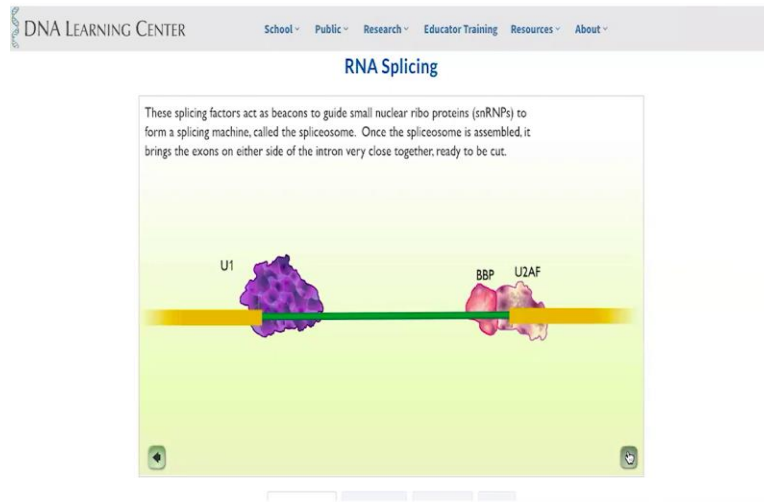 DNA LEARNING CENTER
School Public Research Educator Training Resources About
RNA Splicing
These splicing factors act as beacons to guide small nuclear ribo proteins (snRNPs) to
form a splicing machine, called the spliceosome. Once the spliceosome is assembled, it
brings the exons on either side of the intron very close together, ready to be cut.
U1
BBP U2AF